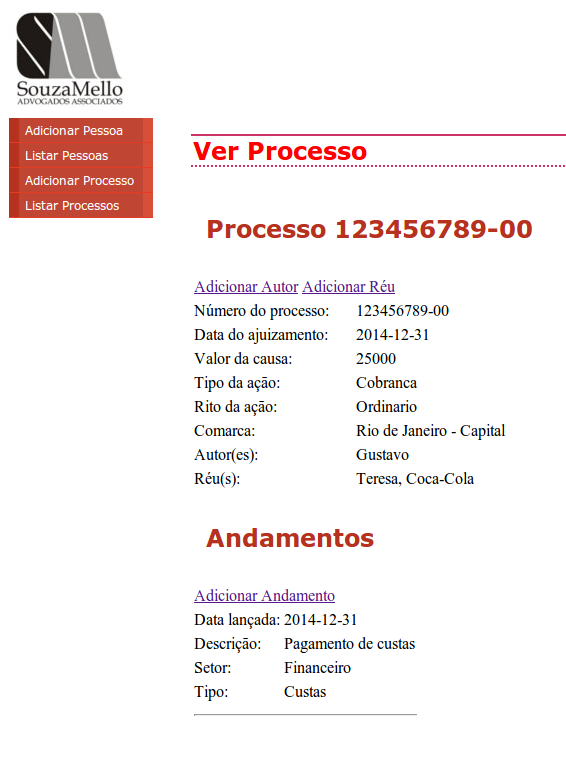 SouzaMello
ADVOGADOS ASSOCIADOS
Adicionar Pessoa
Listar Pessoas
Adicionar Processo
Listar Processos
Ver Processo
Processo 123456789-00
Adicionar Autor Adicionar Réu
Número do processo: 123456789-00
Data do ajuizamento: 2014-12-31
Valor da causa: 25000
Tipo da ação: Cobranca
Rito da ação: Ordinario
Comarca: Rio de Janeiro - Capital
Autor(es): Gustavo
Réu(s): Teresa, Coca-Cola
Andamentos
Adicionar Andamento
Data lançada: 2014-12-31
Descrição: Pagamento de custas
Setor: Financeiro
Tipo: Custas